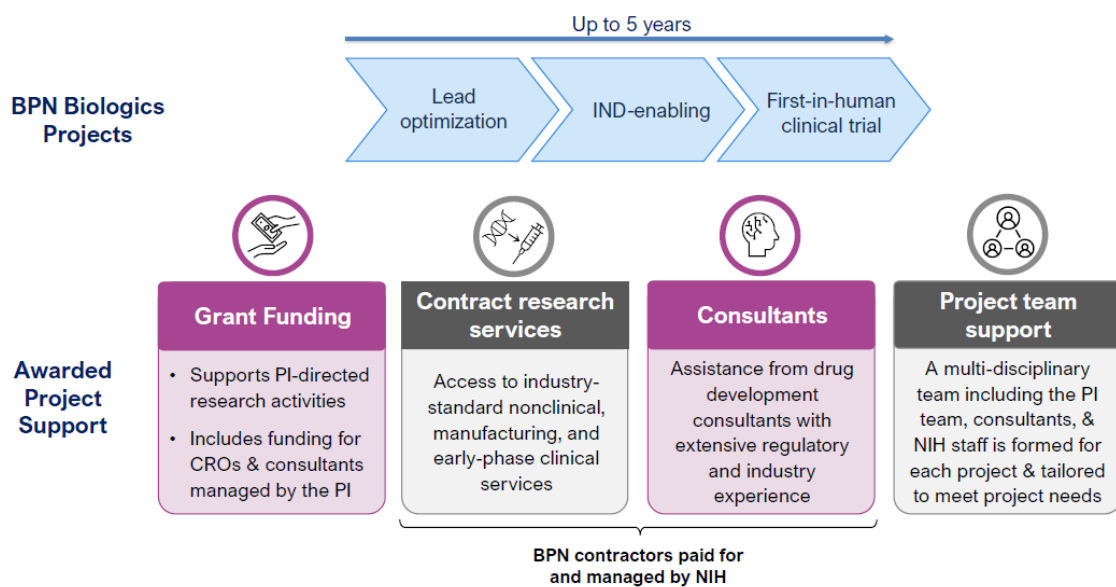 Up to 5 years
BPN Biologics
Projects
Lead
optimization
IND-enabling
First-in-human
clinical trial
Awarded
Project
Support
Grant Funding
• Supports PI-directed
research activities
• Includes funding for
CROs & consultants
managed by the PI
Contract research
services
Access to industry-
standard nonclinical,
manufacturing, and
early-phase clinical
services
Consultants
Assistance from drug
development
consultants with
extensive regulatory
and industry
experience
Project team
support
A multi-disciplinary
team including the PI
team, consultants, &
NIH staff is formed for
each project & tailored
to meet project needs
BPN contractors paid for
and managed by NIH